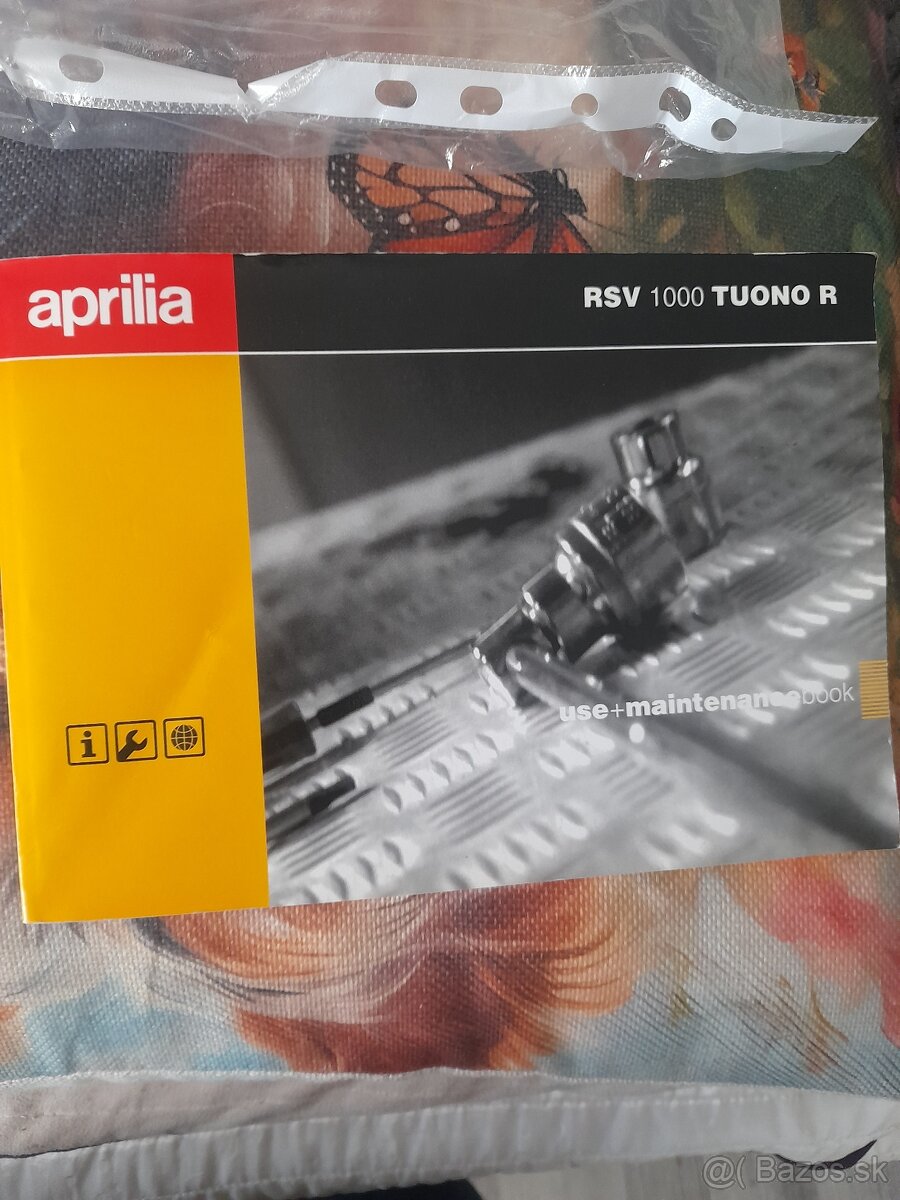 aprilia
RSV 1000 TUONO R
use+maintenancebook
i
@( Bazos.sk